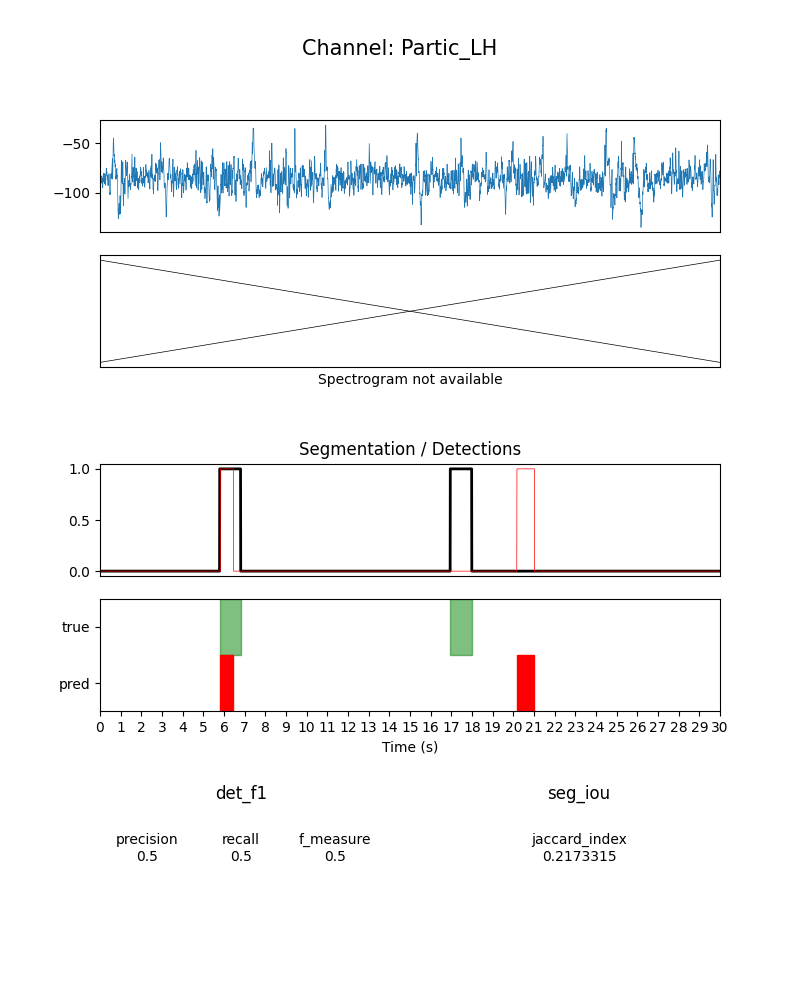 Channel: Partic_LH
−50
−100
Spectrogram not available
Segmentation / Detections
1.0
0.5
0.0
true
pred
0 1 2 3 4 5 6 7 8 9 10 11 12 13 14 15 16 17 18 19 20 21 22 23 24 25 26 27 28 29 30
Time (s)
det_f1 seg_iou
precision recall f_measure jaccard_index
0.5 0.5 0.5 0.2173315